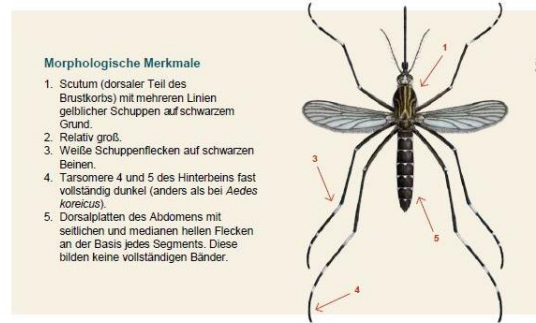 Morphologische Merkmale
1. Scutum (dorsaler Teil des
Brustkorbs) mit mehreren Linien
gelblicher Schuppen auf schwarzem
Grund.
2. Relativ groß.
3. Weiße Schuppenflecken auf schwarzen
Beinen.
4. Tarsomere 4 und 5 des Hinterbeins fast
vollständig dunkel (anders als bei Aedes
koreicus).
5. Dorsalplatten des Abdomens mit
seitlichen und medianen hellen Flecken
an der Basis jedes Segments. Diese
bilden keine vollständigen Bänder.
1
3
5
4